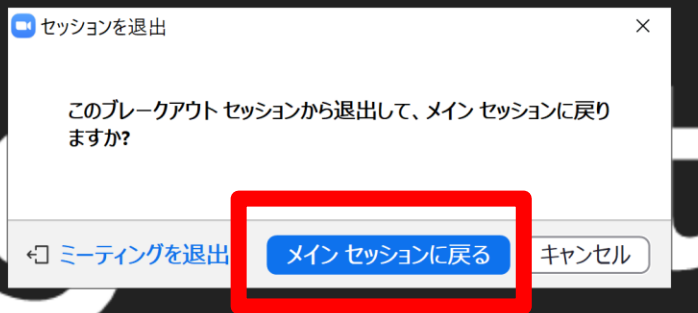 セッションを退出
このブレークアウト セッションから退出して、メイン セッションに戻り
ますか?
ミーティングを退出 メイン セッションに戻る キャンセル